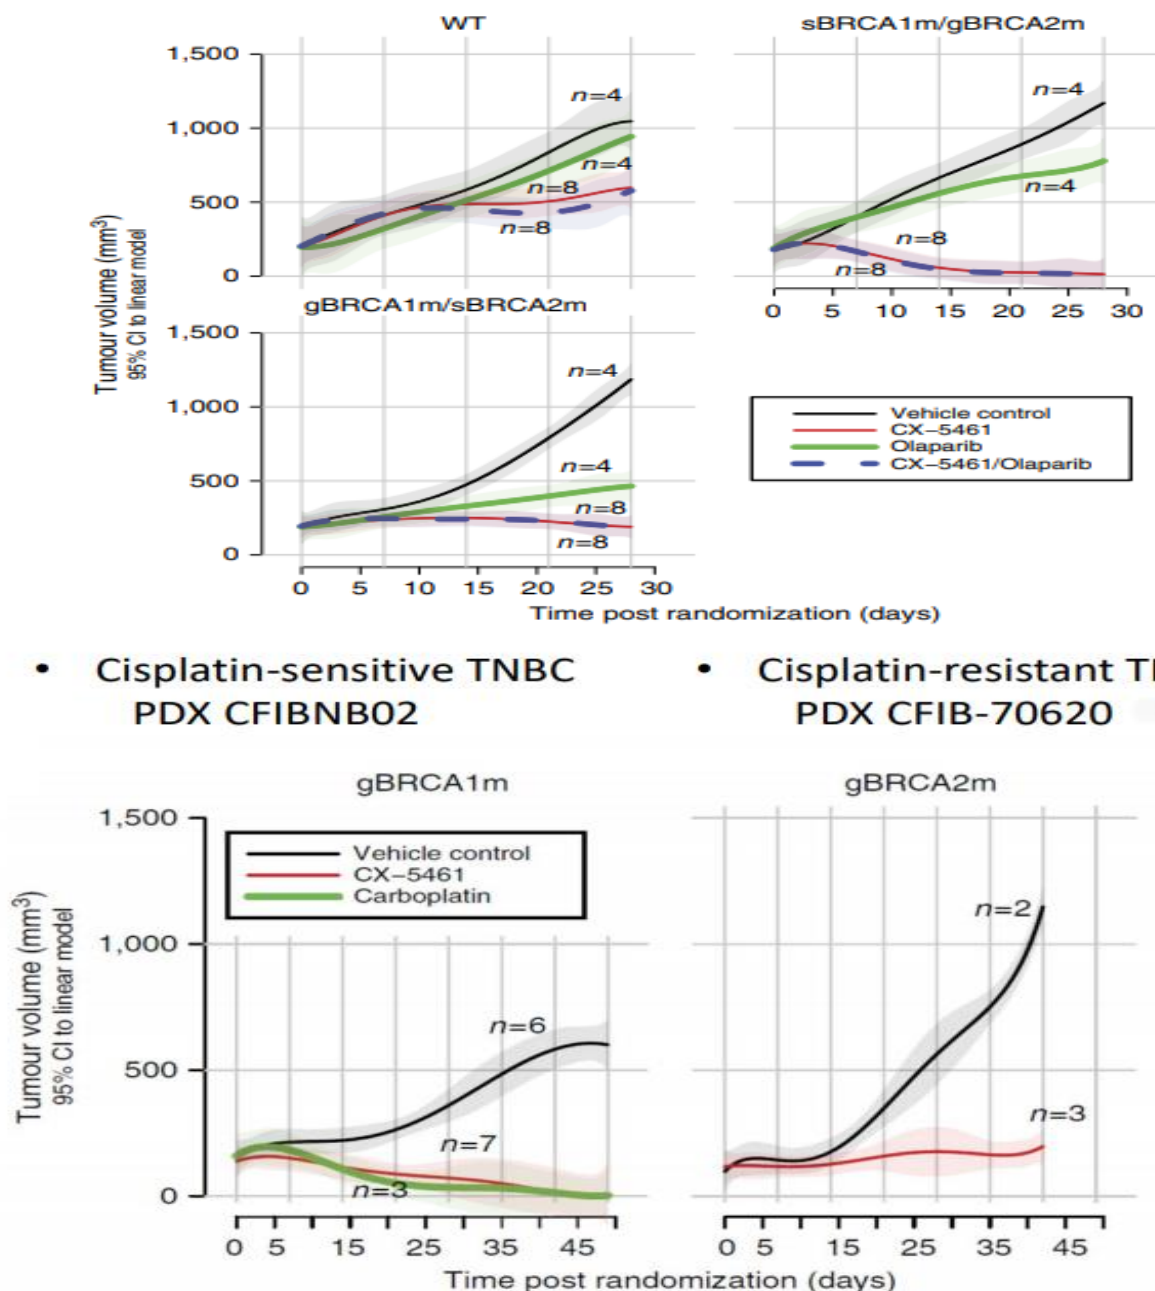 WT
sBRCA1m/gBRCA2m
1,500
1,000
500
0
n=4
n=4
n=8
n=8
n=4
n=4
n=8
n=8
0 5 10 15 20 25 30
gBRCA1m/sBRCA2m
1,500
1,000
500
0
n=4
n=4
n=8
n=8
0 5 10 15 20 25 30
Tumour volume (mm³)
95% CI to linear model
Vehicle control
CX-5461
Olaparib
CX-5461/Olaparib
Time post randomization (days)
• Cisplatin-sensitive TNBC
PDX CFIBNB02
• Cisplatin-resistant
PDX CFIB-70620
gBRCA1m
gBRCA2m
1,500
1,000
500
0
Vehicle control
CX-5461
Carboplatin
n=6
n=7
n=3
n=2
n=3
Tumour volume (mm³)
95% CI to linear model
0 5 15 25 35 45
0 5 15 25 35 45
Time post randomization (days)